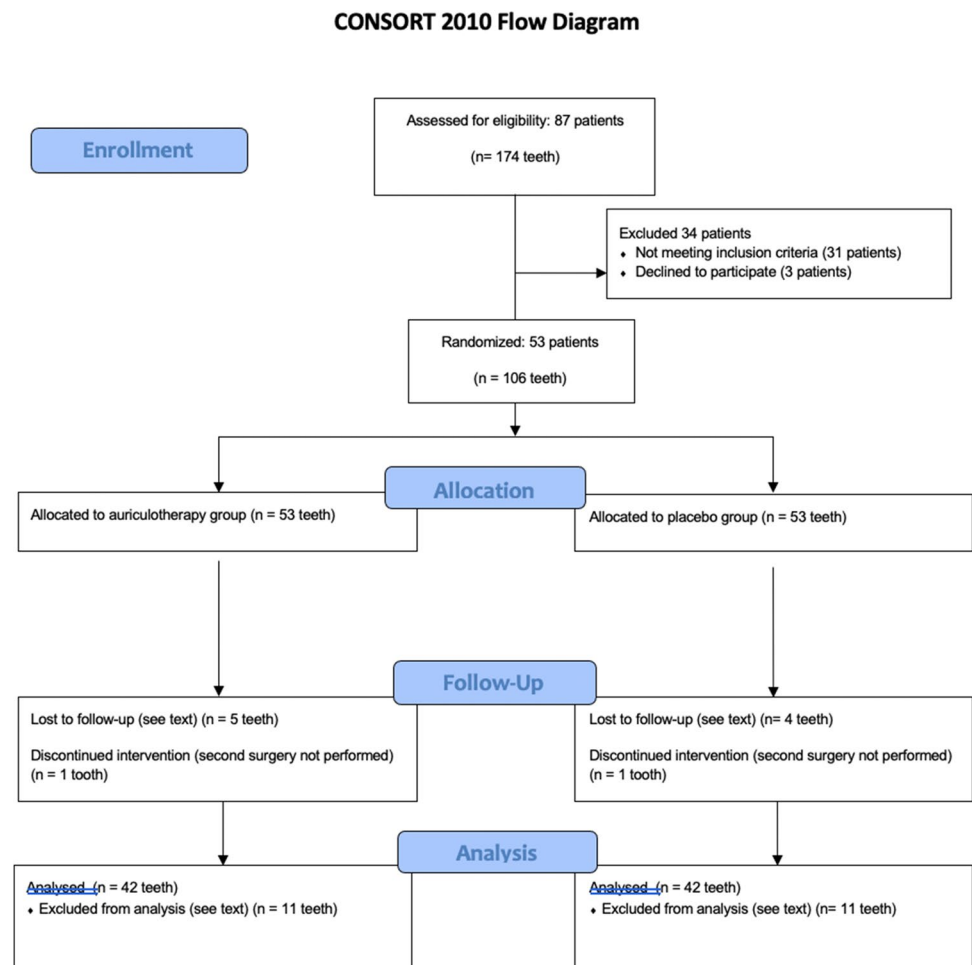 CONSORT 2010 Flow Diagram
Enrollment
Assessed for eligibility: 87 patients
(n= 174 teeth)
Excluded 34 patients
⬧ Not meeting inclusion criteria (31 patients)
⬧ Declined to participate (3 patients)
Randomized: 53 patients
(n = 106 teeth)
Allocation
Allocated to auriculotherapy group (n = 53 teeth)
Allocated to placebo group (n = 53 teeth)
Follow-Up
Lost to follow-up (see text) (n = 5 teeth)
Discontinued intervention (second surgery not performed)
(n = 1 tooth)
Lost to follow-up (see text) (n= 4 teeth)
Discontinued intervention (second surgery not performed)
(n = 1 tooth)
Analysis
Analysed (n = 42 teeth)
⬧ Excluded from analysis (see text) (n = 11 teeth)
Analysed (n = 42 teeth)
⬧ Excluded from analysis (see text) (n= 11 teeth)